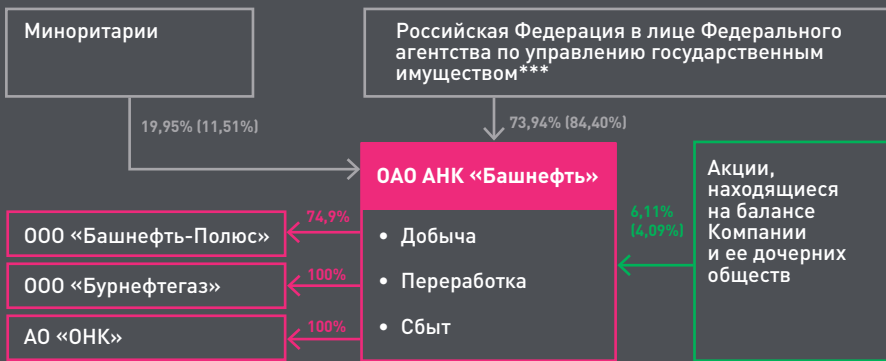 Миноритарии
Российская Федерация в лице Федерального
агентства по управлению государственным
имуществом***
19,95% (11,51%)
73,94% (84,40%)
ОАО АНК «Башнефть»
• Добыча
• Переработка
• Сбыт
Акции,
находящиеся
на балансе
Компании
и ее дочерних
обществ
6,11%
(4,09%)
74,9%
ООО «Башнефть-Полюс»
100%
ООО «Бурнефтегаз»
100%
АО «ОНК»